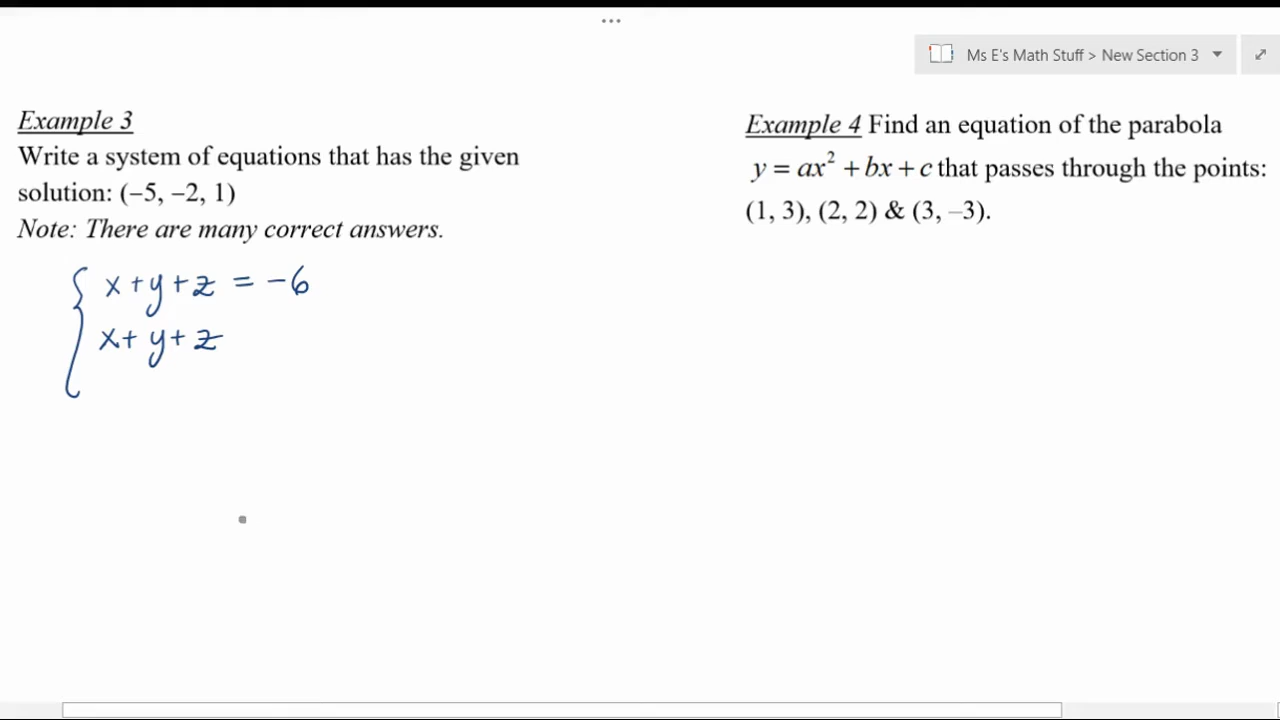 ...
Ms E's Math Stuff > New Section 3
Example 3
Write a system of equations that has the given
solution: (–5, –2, 1)
Note: There are many correct answers.
x + y + z = -6
x + y + z
Example 4 Find an equation of the parabola
y = ax² + bx + c that passes through the points:
(1, 3), (2, 2) & (3, –3).